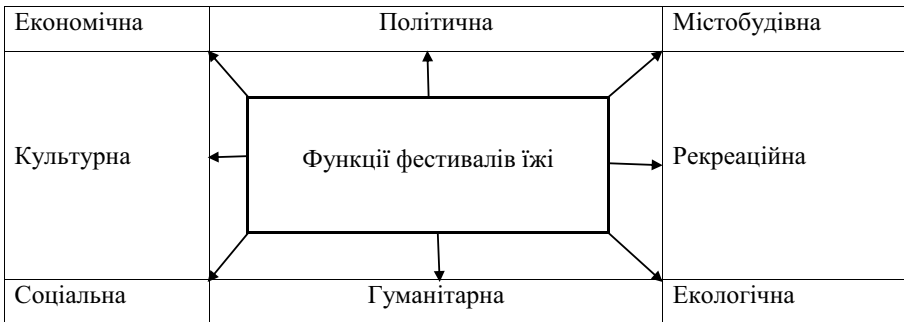 Економічна
Політична
Містобудівна
Культурна
Функції фестивалів їжі
Рекреаційна
Соціальна
Гуманітарна
Екологічна